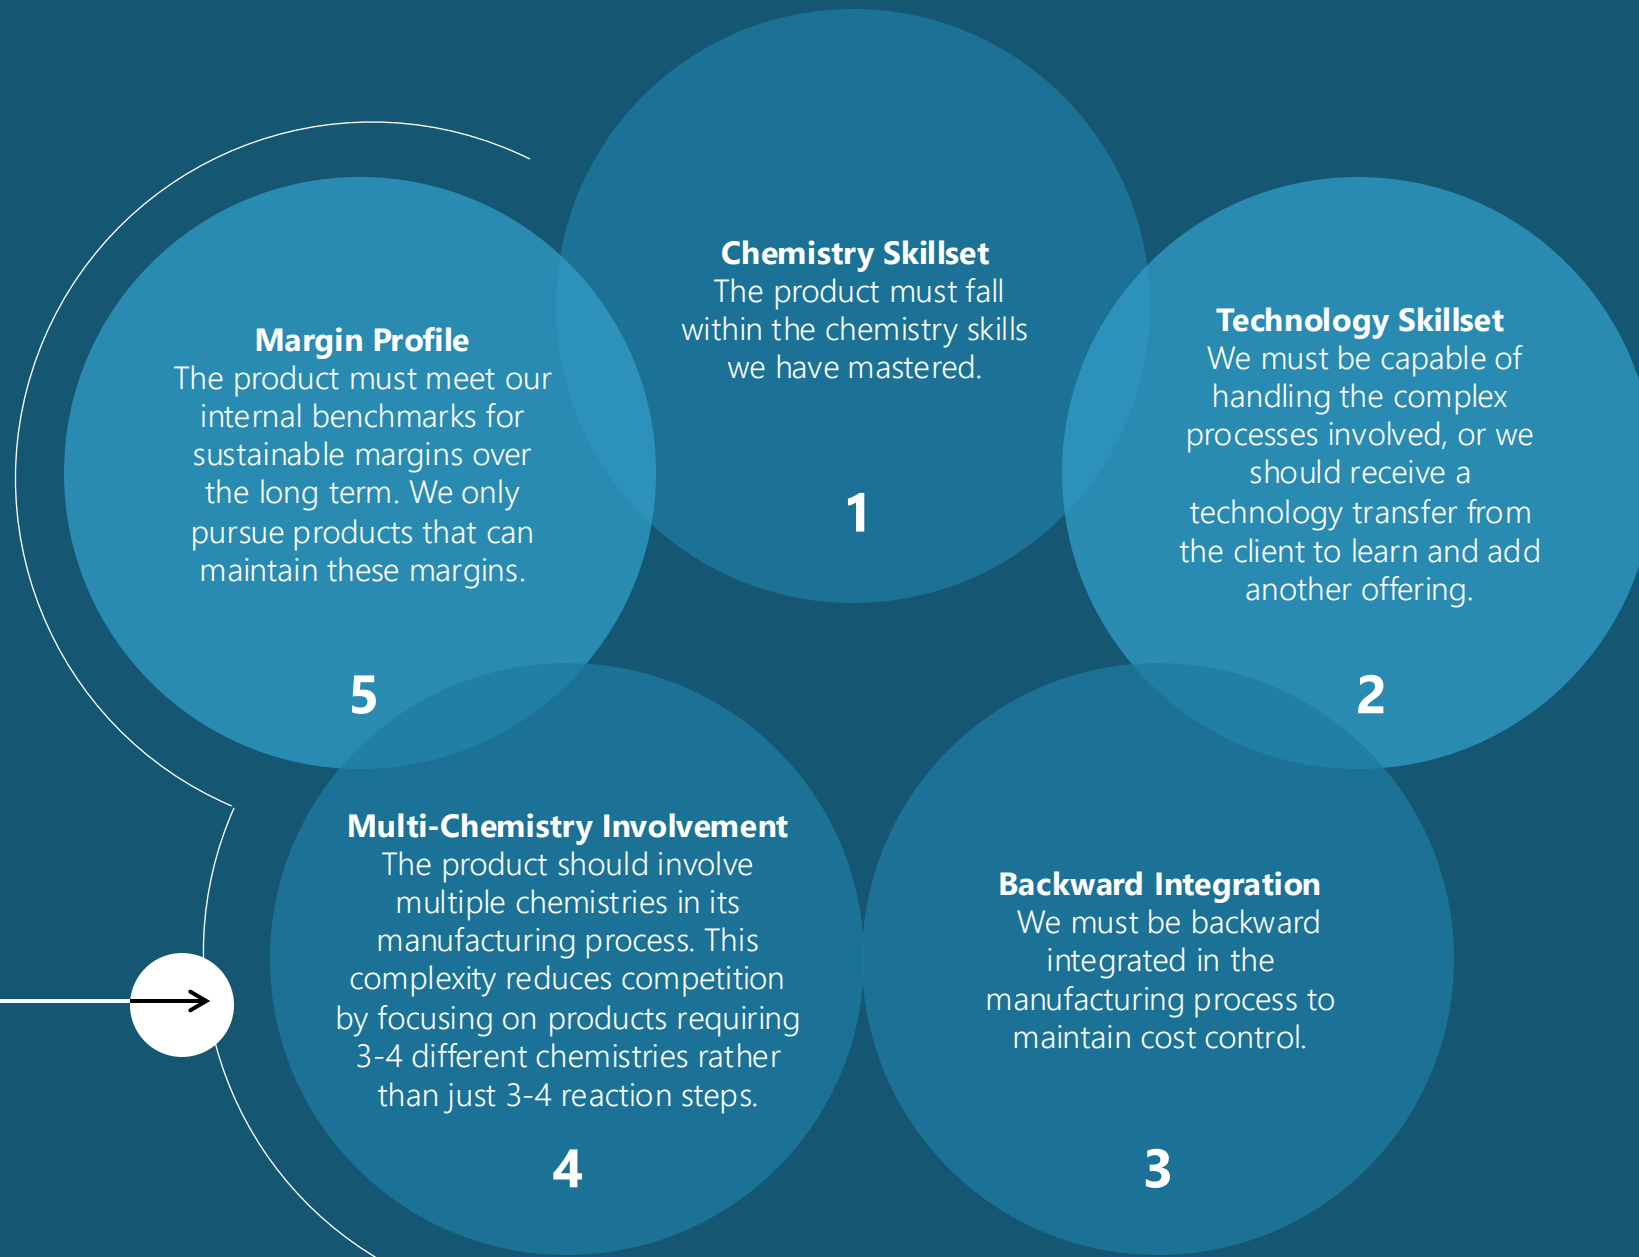 Chemistry Skillset
The product must fall
within the chemistry skills
we have mastered.
1
Technology Skillset
We must be capable of
handling the complex
processes involved, or we
should receive a
technology transfer from
the client to learn and add
another offering.
2
Backward Integration
We must be backward
integrated in the
manufacturing process to
maintain cost control.
3
Multi-Chemistry Involvement
The product should involve
multiple chemistries in its
manufacturing process. This
complexity reduces competition
by focusing on products requiring
3-4 different chemistries rather
than just 3-4 reaction steps.
4
Margin Profile
The product must meet our
internal benchmarks for
sustainable margins over
the long term. We only
pursue products that can
maintain these margins.
5